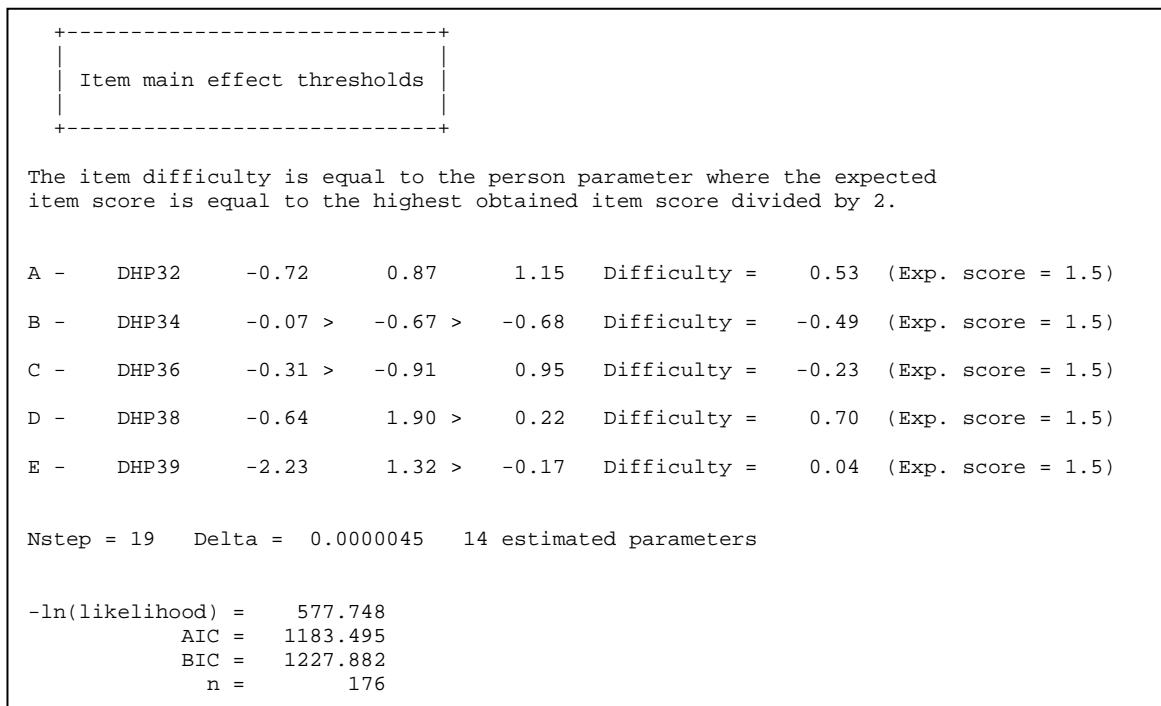 Item main effect thresholds
The item difficulty is equal to the person parameter where the expected
item score is equal to the highest obtained item score divided by 2.
A - DHP32 -0.72 0.87 1.15 Difficulty = 0.53 (Exp. score = 1.5)
B - DHP34 -0.07 > -0.67 > -0.68 Difficulty = -0.49 (Exp. score = 1.5)
C - DHP36 -0.31 > -0.91 0.95 Difficulty = -0.23 (Exp. score = 1.5)
D - DHP38 -0.64 1.90 > 0.22 Difficulty = 0.70 (Exp. score = 1.5)
E - DHP39 -2.23 1.32 > -0.17 Difficulty = 0.04 (Exp. score = 1.5)
Nstep = 19 Delta = 0.0000045 14 estimated parameters
-ln(likelihood) = 577.748
AIC = 1183.495
BIC = 1227.882
n = 176